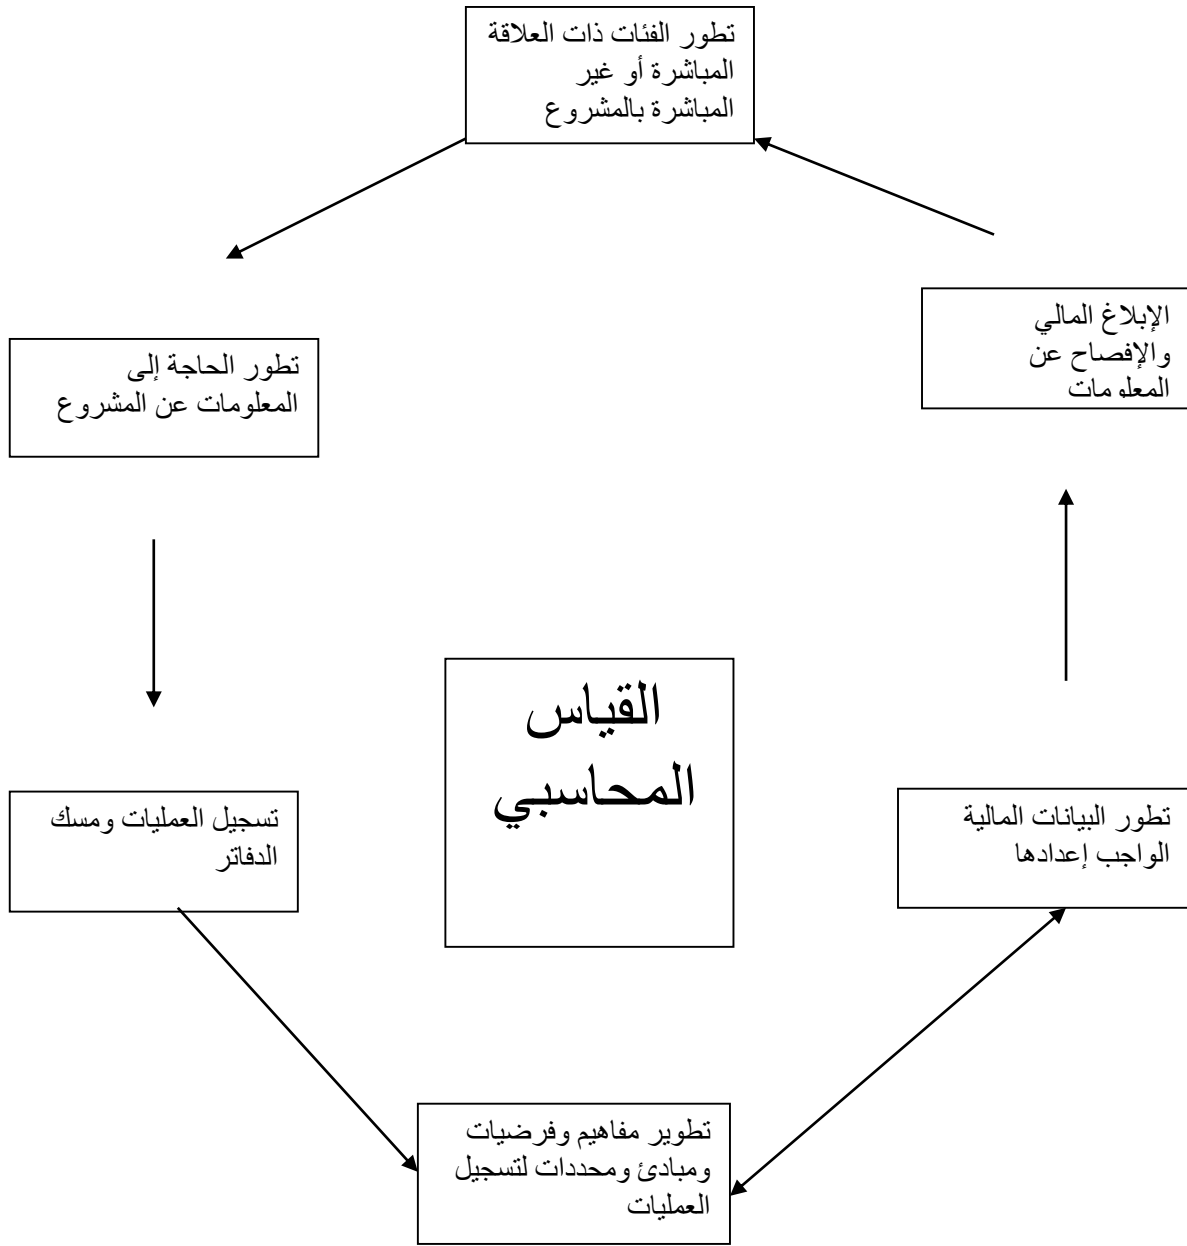 تطور الفئات ذات العلاقة
المباشرة أو غير
المباشرة بالمشروع
الإبلاغ المالي
والإفصاح عن
المعلومات
تطور الحاجة إلى
المعلومات عن المشروع
القياس
المحاسبي
تطور البيانات المالية
الواجب إعدادها
تسجيل العمليات ومسك
الدفاتر
تطوير مفاهيم وفرضيات
ومبادئ ومحددات لتسجيل
العمليات